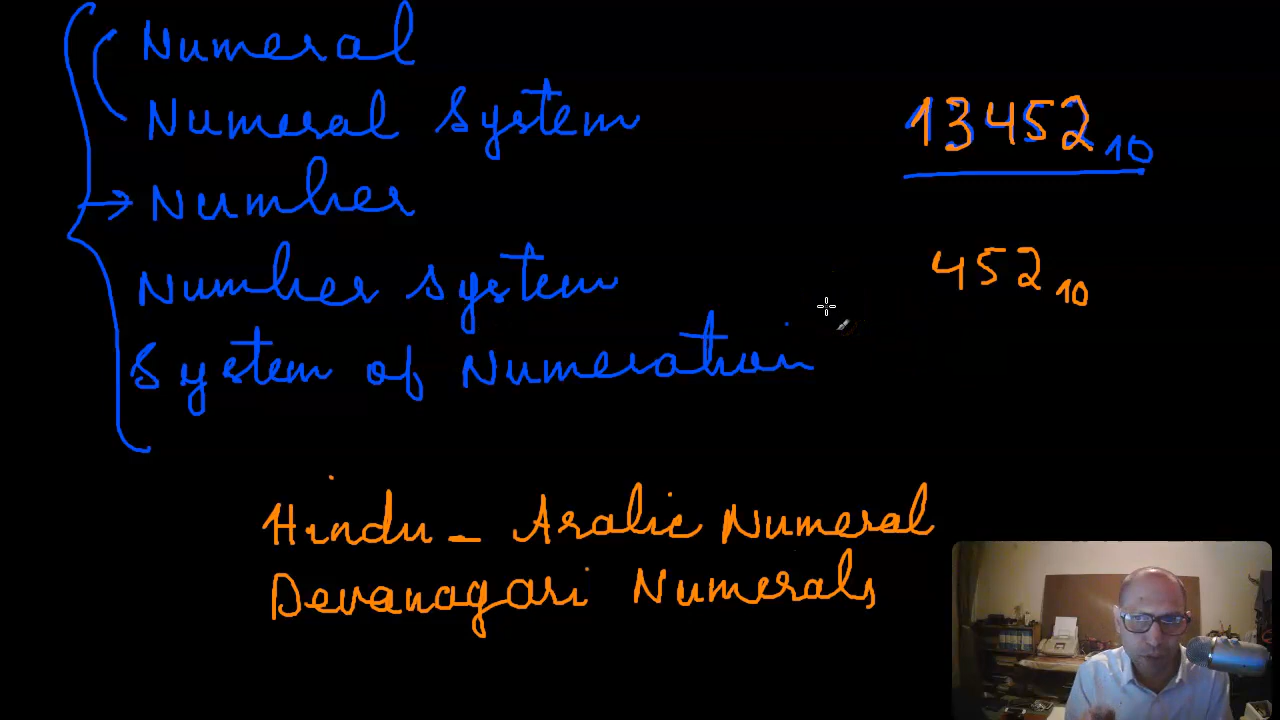 Numeral
Numeral System
13452₁₀
Number
Number system
452₁₀
System of Numeration
Hindu - Arabic Numeral
Devanagari Numerals